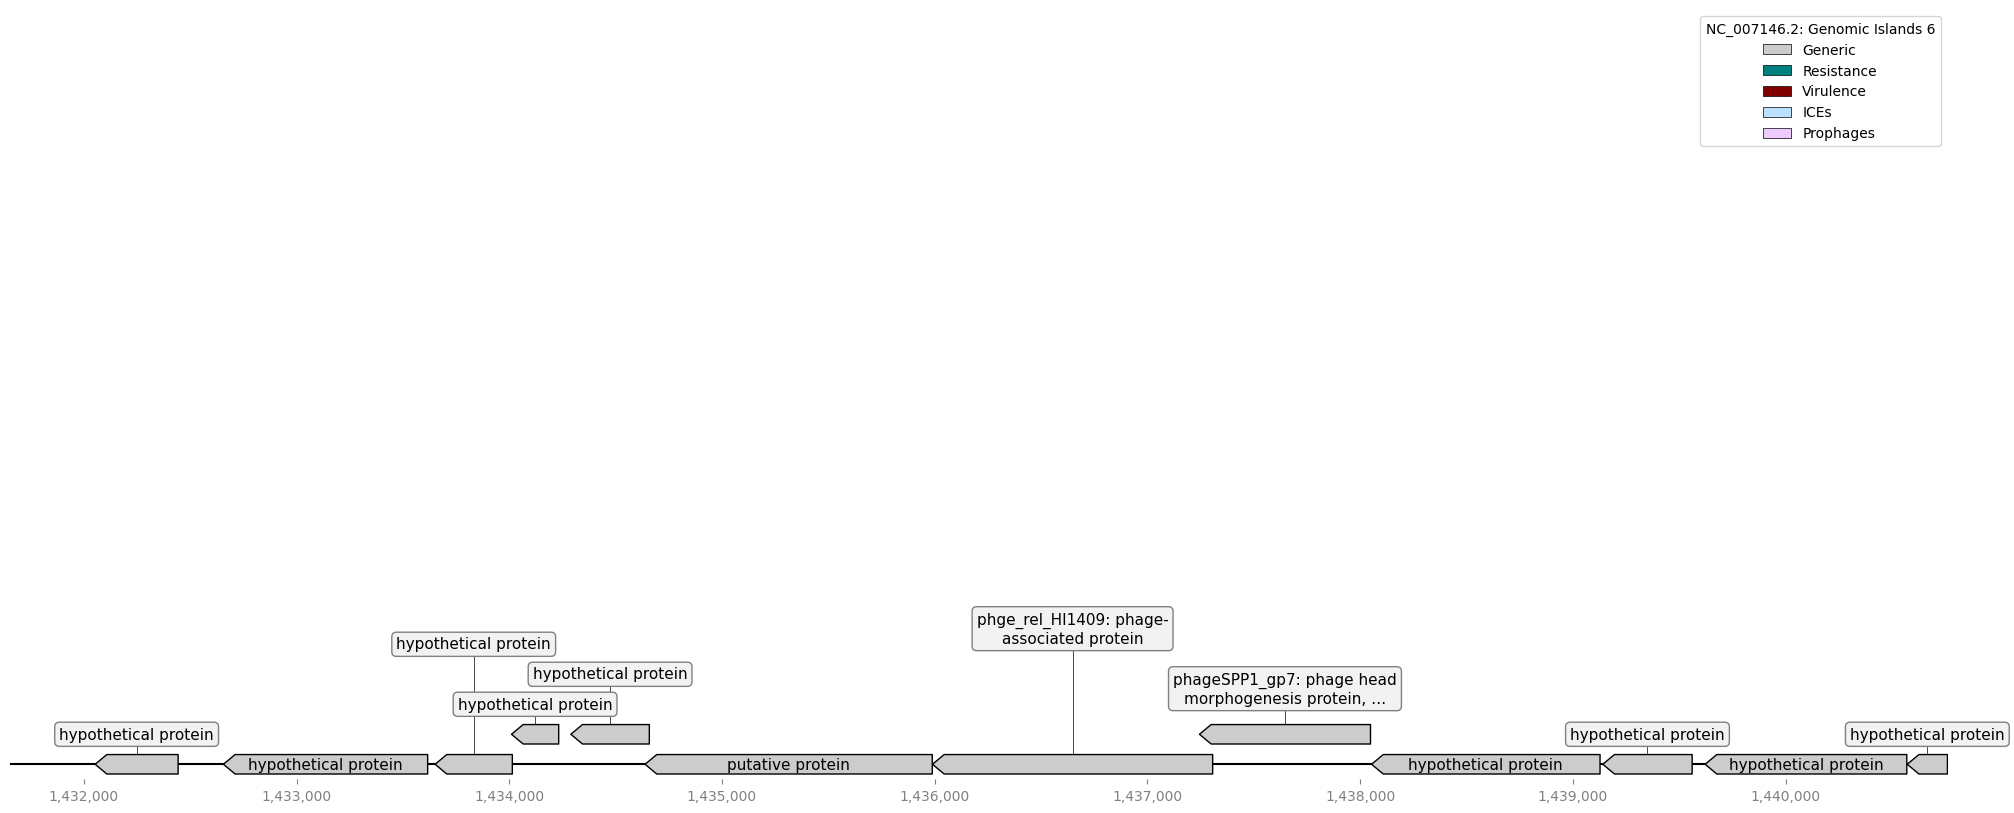 NC_007146.2: Genomic Islands 6
Generic
Resistance
Virulence
ICEs
Prophages
phge_rel_HI1409: phage-
associated protein
hypothetical protein
hypothetical protein
phageSPP1_gp7: phage head
morphogenesis protein, ...
hypothetical protein
hypothetical protein
hypothetical protein
hypothetical protein
hypothetical protein
putative protein
hypothetical protein
hypothetical protein
1,432,000
1,433,000
1,434,000
1,435,000
1,436,000
1,437,000
1,438,000
1,439,000
1,440,000